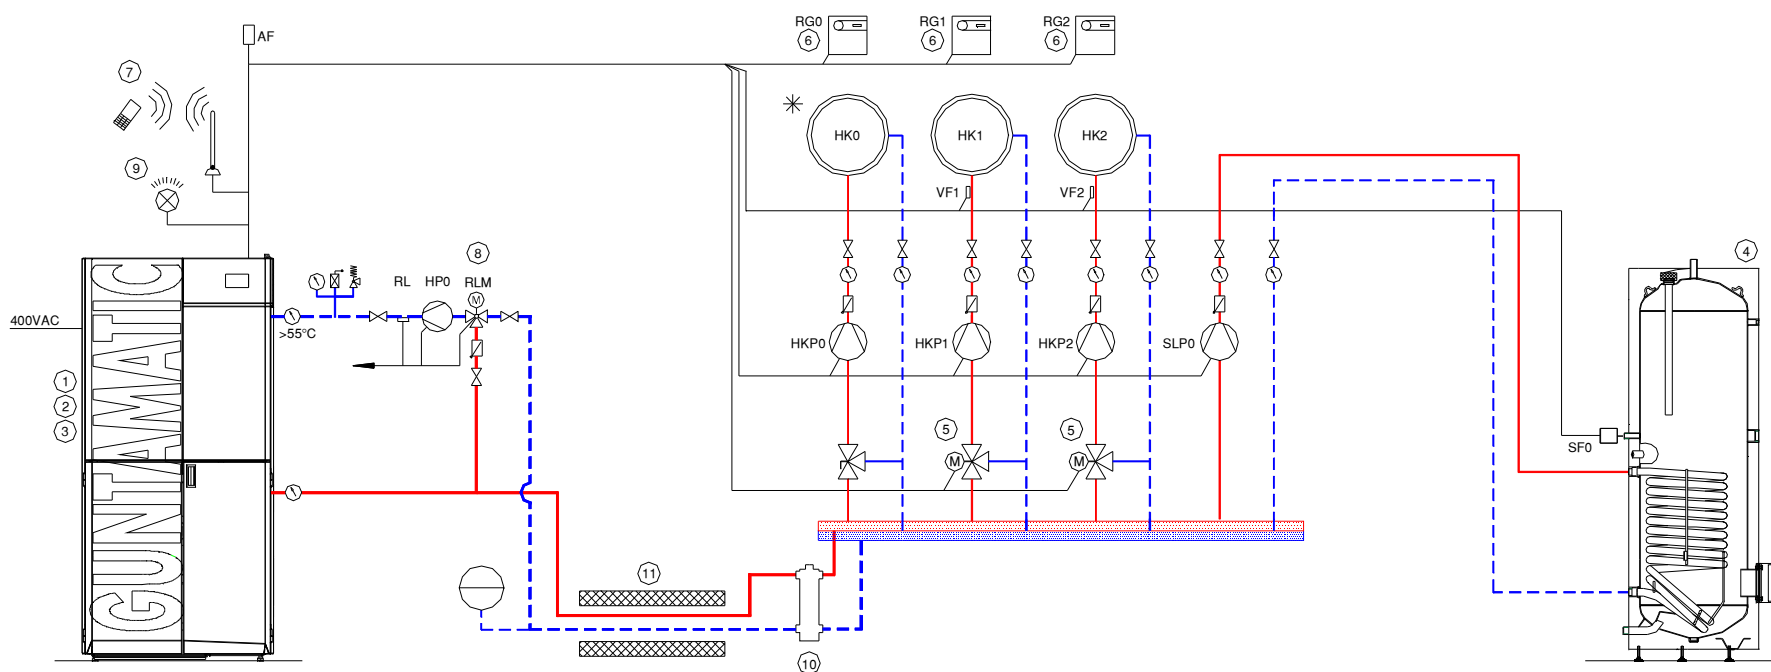 AF
RG0
6
RG1
6
RG2
6
7
9
HK0
HK1
HK2
VF1
VF2
8
RL
HP0
RLM
M
>55°C
400VAC
1
2
3
GUNTAMATIC
HKP0
HKP1
HKP2
SLP0
5
5
M
M
4
SF0
11
10